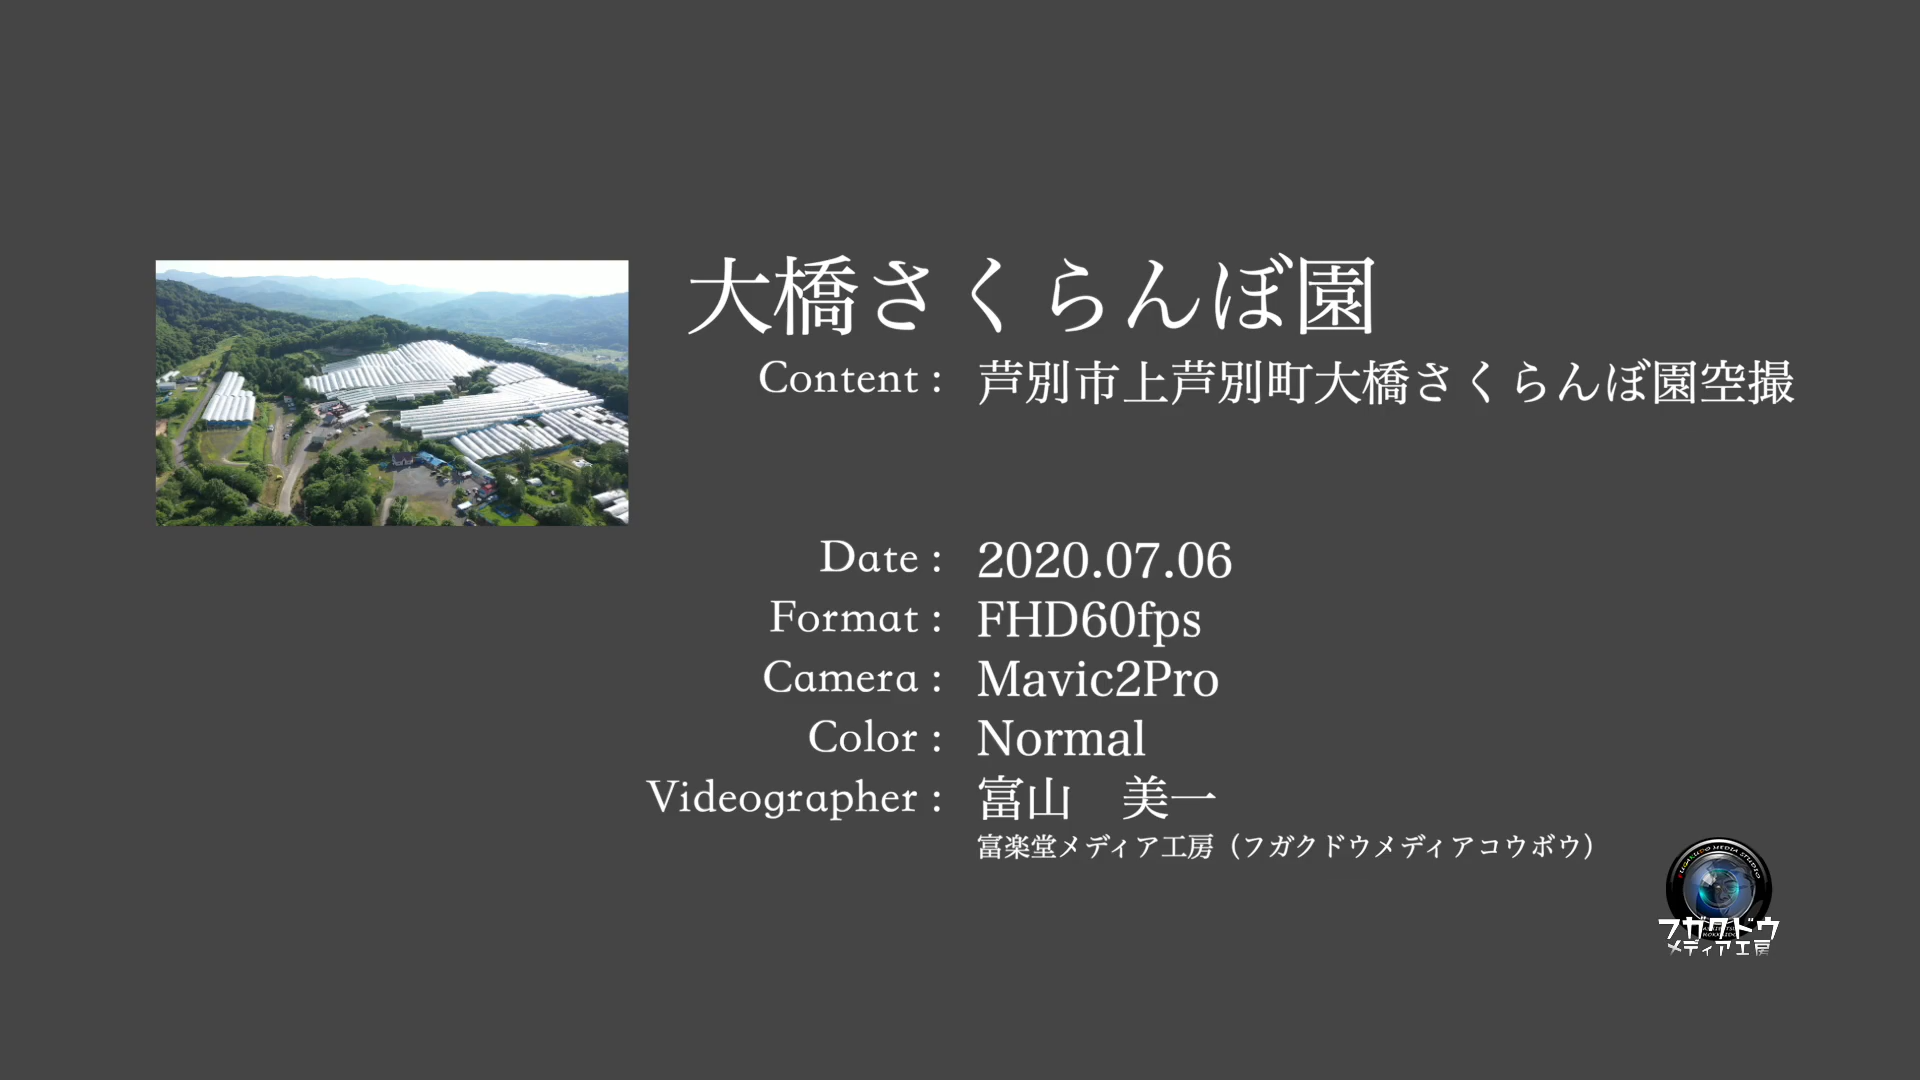 大橋さくらんぼ園
Content : 芦別市上芦別町大橋さくらんぼ園空撮
Date : 2020.07.06
Format : FHD60fps
Camera : Mavic2Pro
Color : Normal
Videographer : 富山　美一
富楽堂メディア工房（フガクドウメディアコウボウ）
FUGAKUDO MEDIA STUDIO
フガクドウ
メディア工房